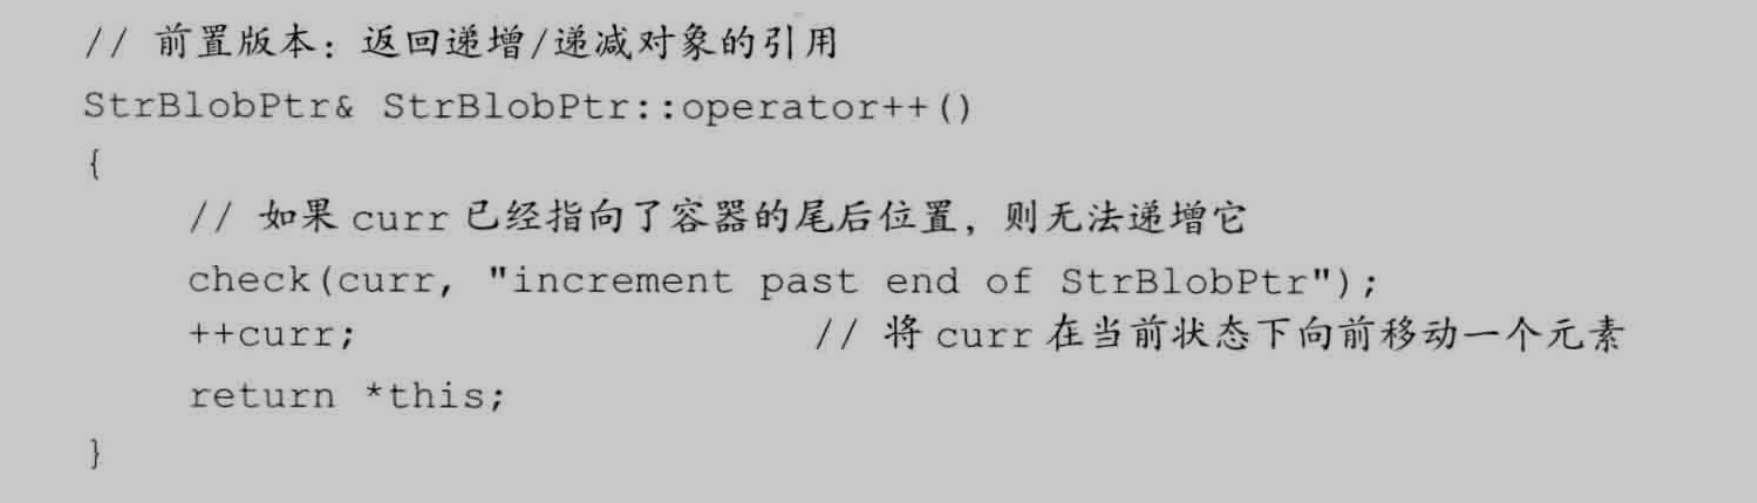 // 前置版本：返回递增/递减对象的引用
StrBlobPtr& StrBlobPtr::operator++()
{
// 如果 curr 已经指向了容器的尾后位置，则无法递增它
check(curr, "increment past end of StrBlobPtr");
++curr; // 将 curr 在当前状态下向前移动一个元素
return *this;
}